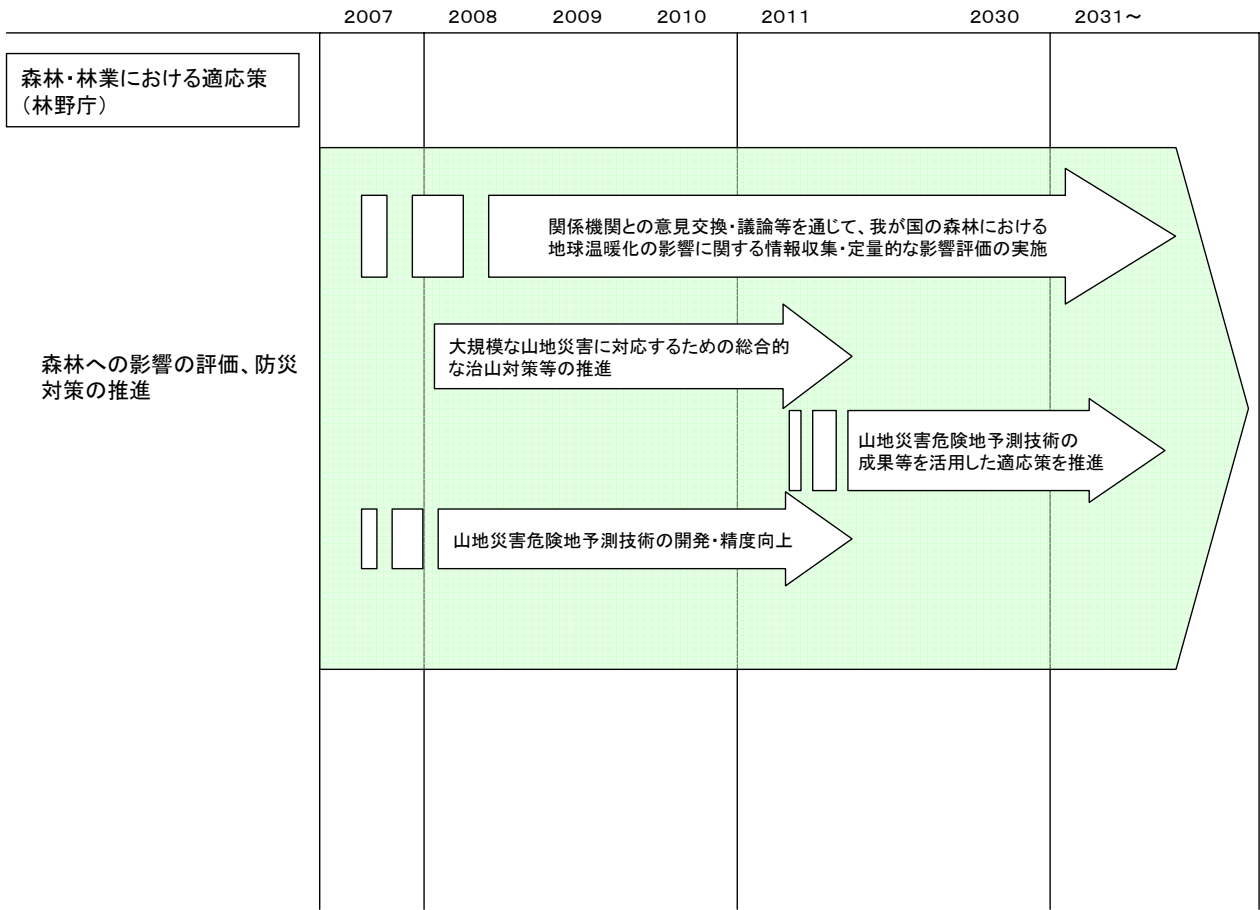 2007 2008 2009 2010 2011 2030 2031~
森林・林業における適応策
(林野庁)
関係機関との意見交換・議論等を通じて、我が国の森林における
地球温暖化の影響に関する情報収集・定量的な影響評価の実施
大規模な山地災害に対応するための総合的
な治山対策等の推進
森林への影響の評価、防災
対策の推進
山地災害危険地予測技術の
成果等を活用した適応策を推進
山地災害危険地予測技術の開発・精度向上